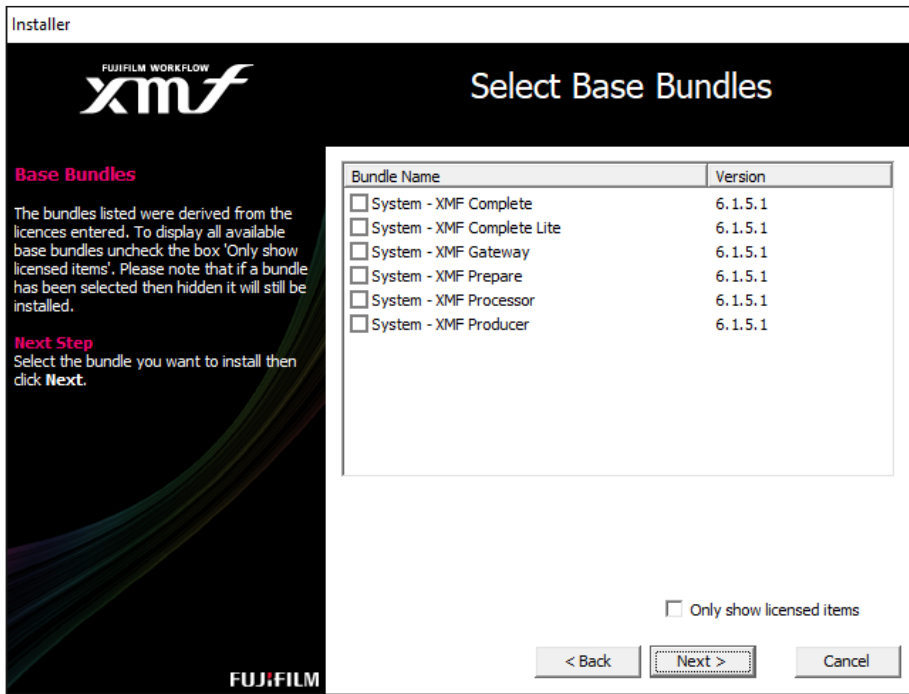 Installer
FUJIFILM WORKFLOW
xmf
Select Base Bundles
Base Bundles
The bundles listed were derived from the
licences entered. To display all available
base bundles uncheck the box 'Only show
licensed items'. Please note that if a bundle
has been selected then hidden it will still be
installed.
Next Step
Select the bundle you want to install then
click Next.
Bundle Name Version
System - XMF Complete 6.1.5.1
System - XMF Complete Lite 6.1.5.1
System - XMF Gateway 6.1.5.1
System - XMF Prepare 6.1.5.1
System - XMF Processor 6.1.5.1
System - XMF Producer 6.1.5.1
Only show licensed items
< Back Next > Cancel
FUJIFILM